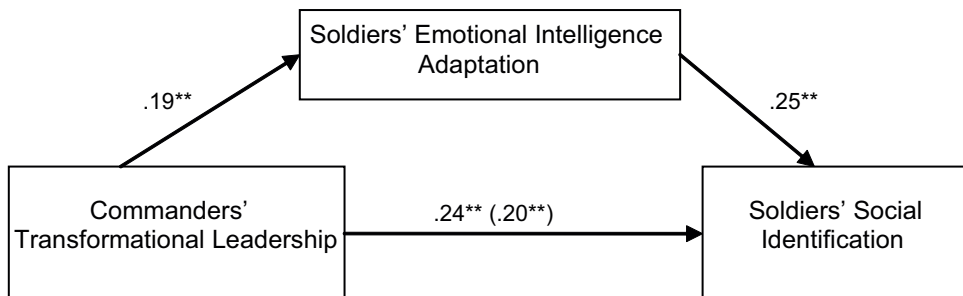 Soldiers’ Emotional Intelligence
Adaptation
.19**
.25**
Commanders’
Transformational Leadership
.24** (.20**)
Soldiers’ Social
Identification